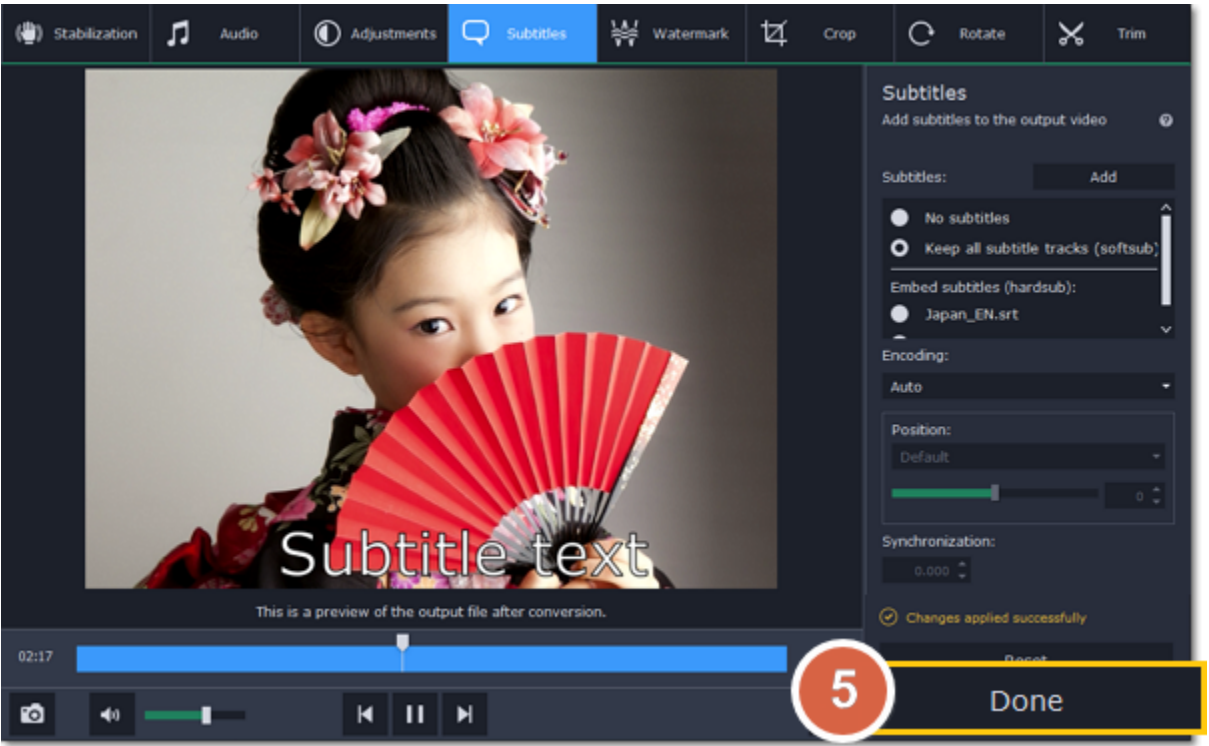 Stabilization Audio Adjustments Subtitles Watermark Crop Rotate Trim
Subtitles
Add subtitles to the output video
Subtitles: Add
No subtitles
Keep all subtitle tracks (softsub)
Embed subtitles (hardsub):
Japan_EN.srt
Encoding:
Auto
Position:
Default
0
Synchronization:
0.000
Changes applied successfully
Reset
Subtitle text
This is a preview of the output file after conversion.
02:17
5
Done